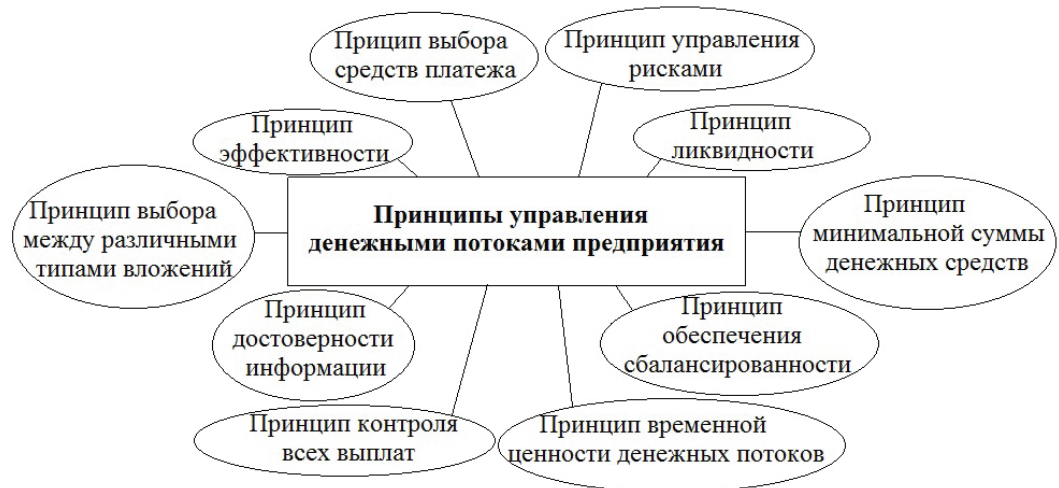 Прицип выбора
средств платежа
Принцип управления
рисками
Принцип
эффективности
Принцип
ликвидности
Принцип выбора
между различными
типами вложений
Принципы управления
денежными потоками предприятия
Принцип
минимальной суммы
денежных средств
Принцип
достоверности
информации
Принцип
обеспечения
сбалансированности
Принцип контроля
всех выплат
Принцип временной
ценности денежных потоков